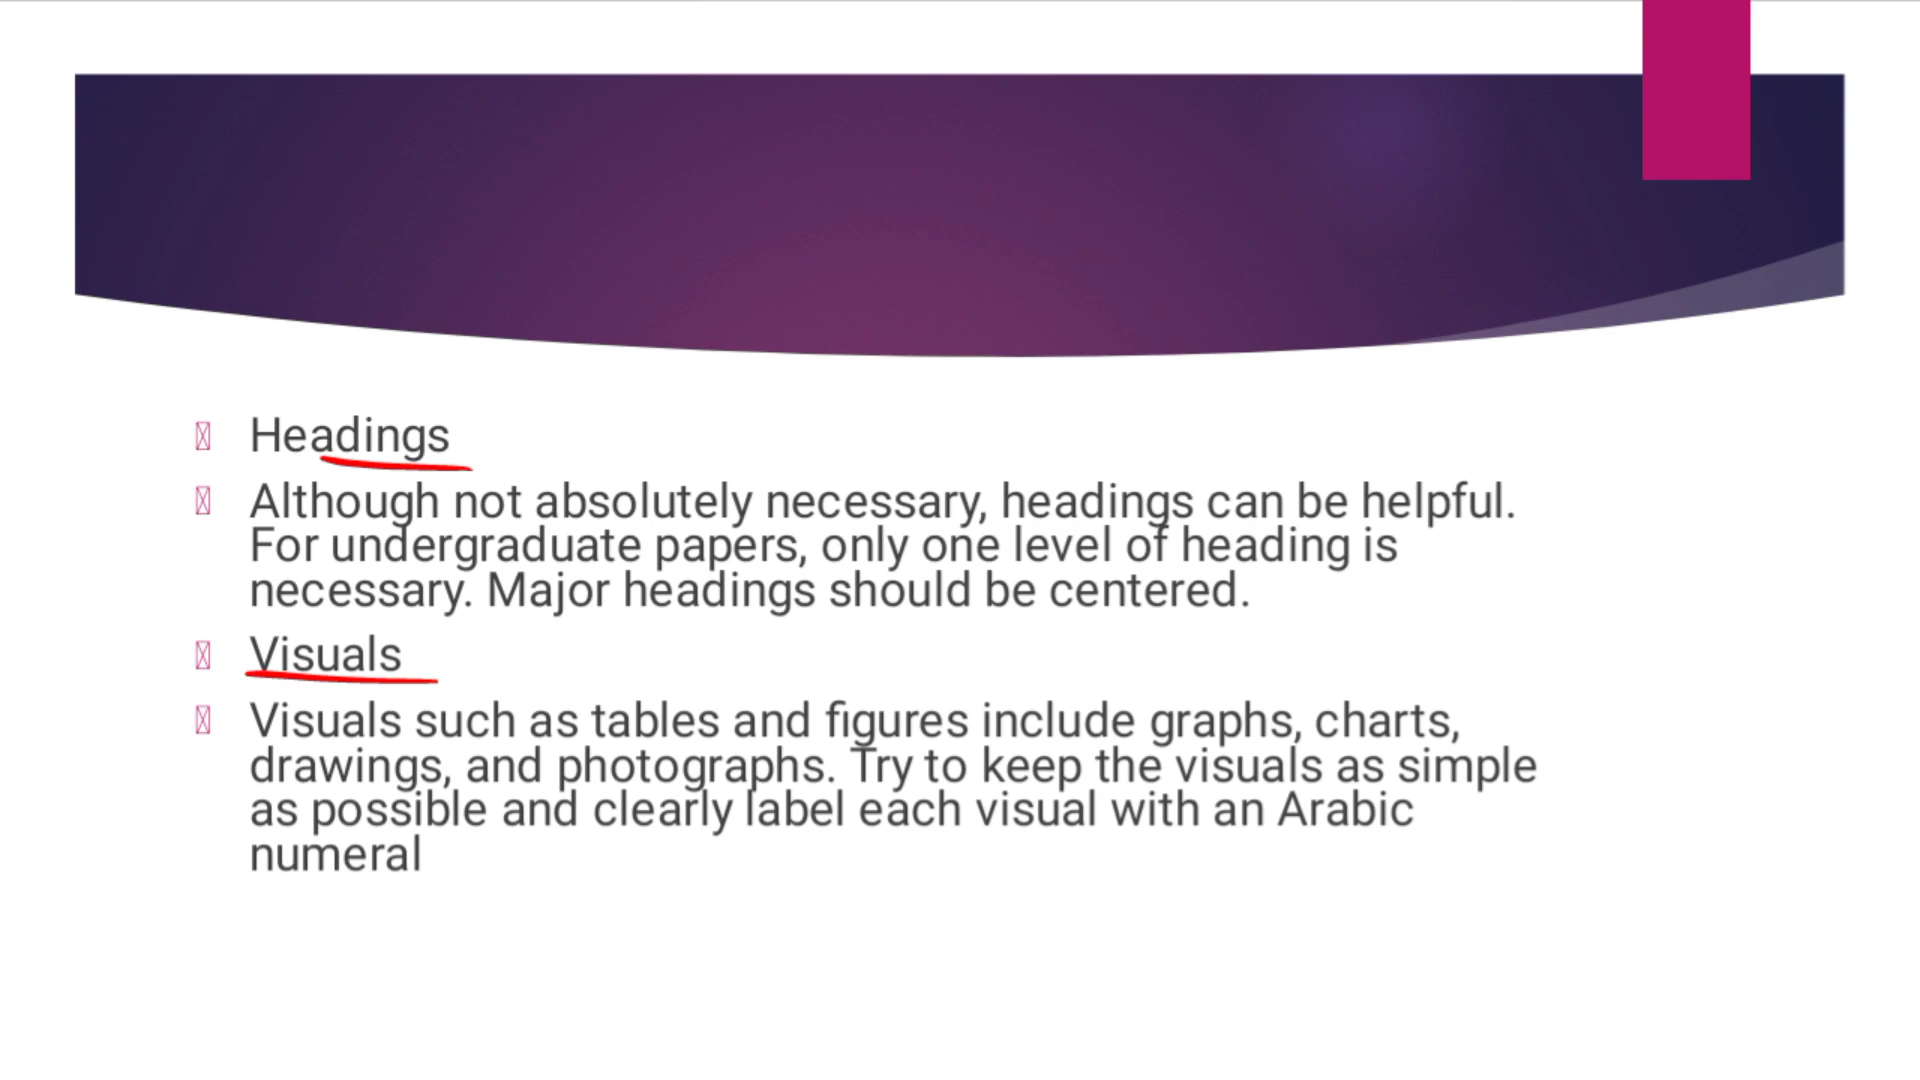 Headings
Although not absolutely necessary, headings can be helpful.
For undergraduate papers, only one level of heading is
necessary. Major headings should be centered.
Visuals
Visuals such as tables and figures include graphs, charts,
drawings, and photographs. Try to keep the visuals as simple
as possible and clearly label each visual with an Arabic
numeral